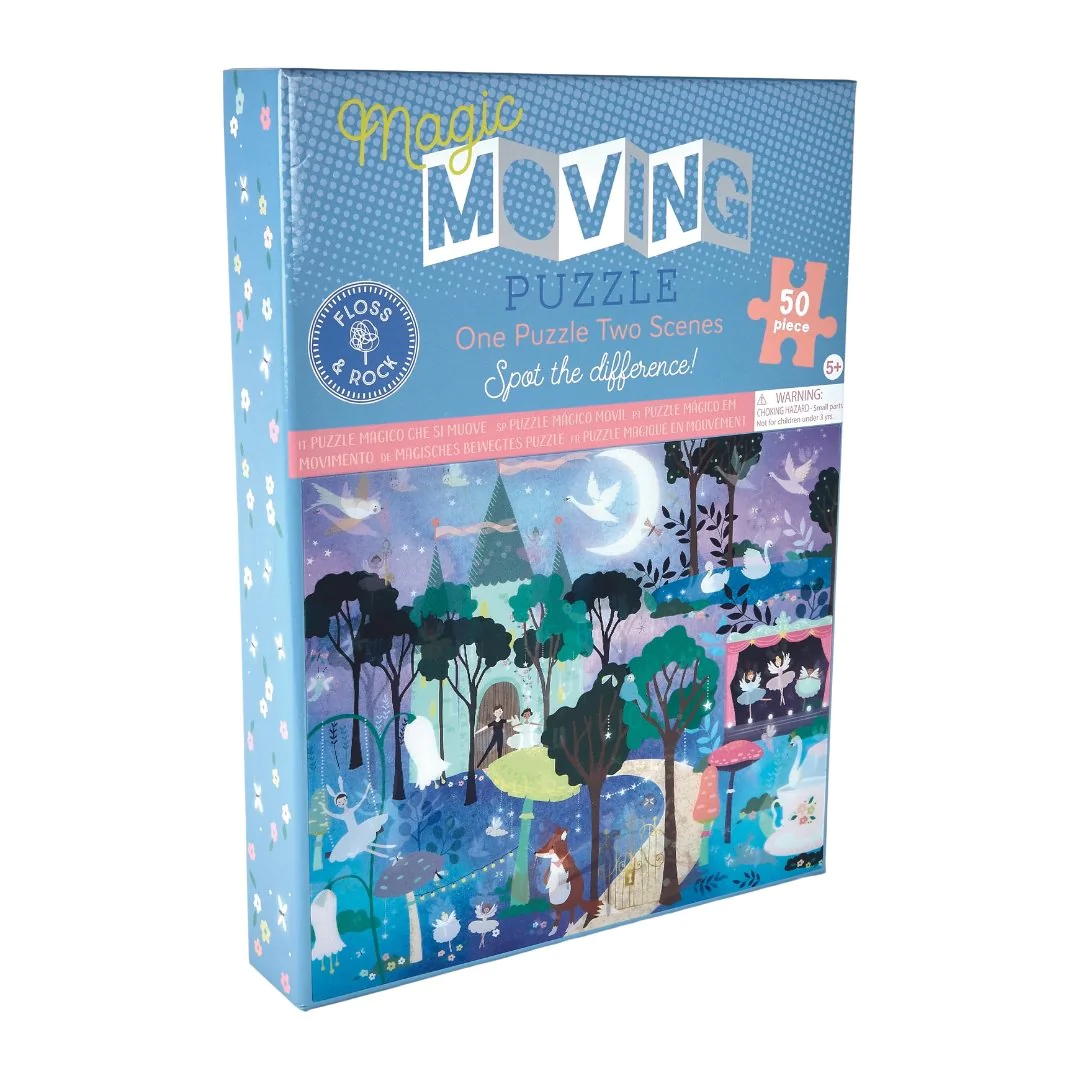 Magic
MOVING
PUZZLE
One Puzzle Two Scenes
Spot the difference!
FLOSS
& ROCK
50
piece
5+
WARNING:
CHOKING HAZARD - Small parts
Not for children under 3 yrs.
IT PUZZLE MAGICO CHE SI MUOVE SP PUZZLE MÁGICO MOVIL PT PUZZLE MÁGICO EM
MOVIMENTO DE MAGISCHES BEWEGTES PUZZLE FR PUZZLE MAGIQUE EN MOUVEMENT